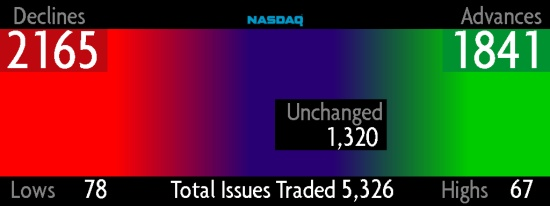 Declines NASDAQ Advances
2165 1841
Unchanged
1,320
Lows 78 Total Issues Traded 5,326 Highs 67